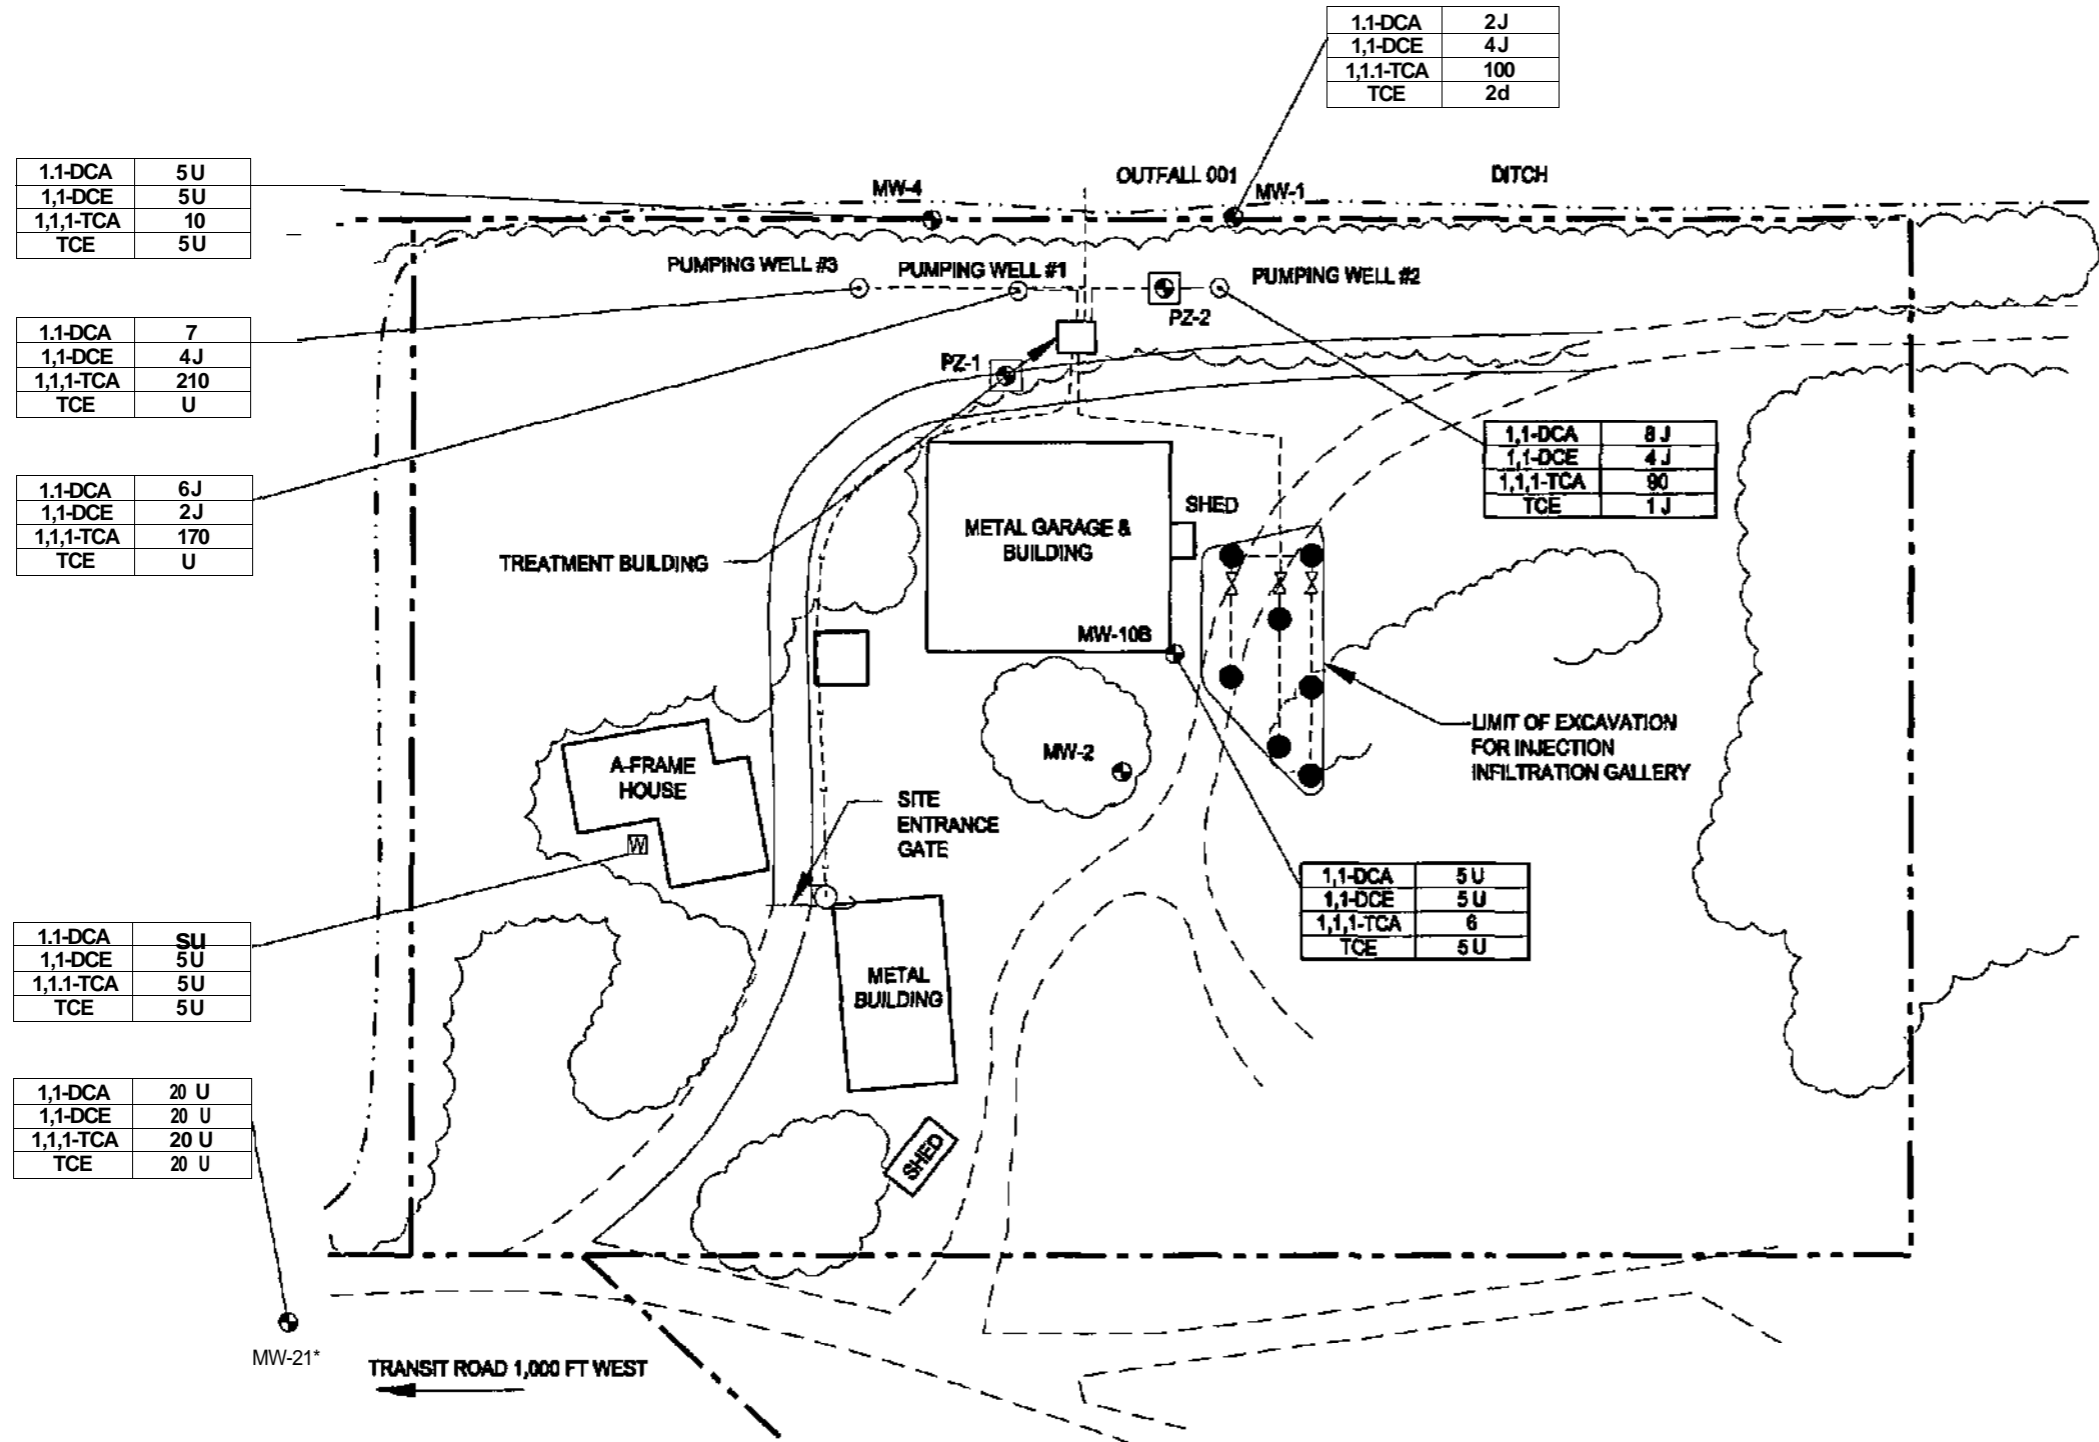 1.1-DCA 2J
1,1-DCE 4J
1,1.1-TCA 100
TCE 2d
1.1-DCA 5U
1,1-DCE 5U
1,1,1-TCA 10
TCE 5U
OUTFALL 001
DITCH
MW-4
MW-1
PUMPING WELL #3
PUMPING WELL #1
PUMPING WELL #2
PZ-2
1.1-DCA 7
1,1-DCE 4J
1,1,1-TCA 210
TCE U
PZ-1
1,1-DCA 8 J
1,1-DCE 4 J
1,1,1-TCA 90
TCE 1 J
1.1-DCA 6J
1,1-DCE 2J
1,1,1-TCA 170
TCE U
SHED
METAL GARAGE &
BUILDING
TREATMENT BUILDING
MW-10B
LIMIT OF EXCAVATION
FOR INJECTION
INFILTRATION GALLERY
MW-2
A-FRAME
HOUSE
W
SITE
ENTRANCE
GATE
1,1-DCA 5 U
1,1-DCE 5 U
1,1,1-TCA 6
TCE 5 U
1.1-DCA SU
1,1-DCE 5U
1,1.1-TCA 5U
TCE 5U
METAL
BUILDING
1,1-DCA 20 U
1,1-DCE 20 U
1,1,1-TCA 20 U
TCE 20 U
SHED
MW-21*
TRANSIT ROAD 1,000 FT WEST